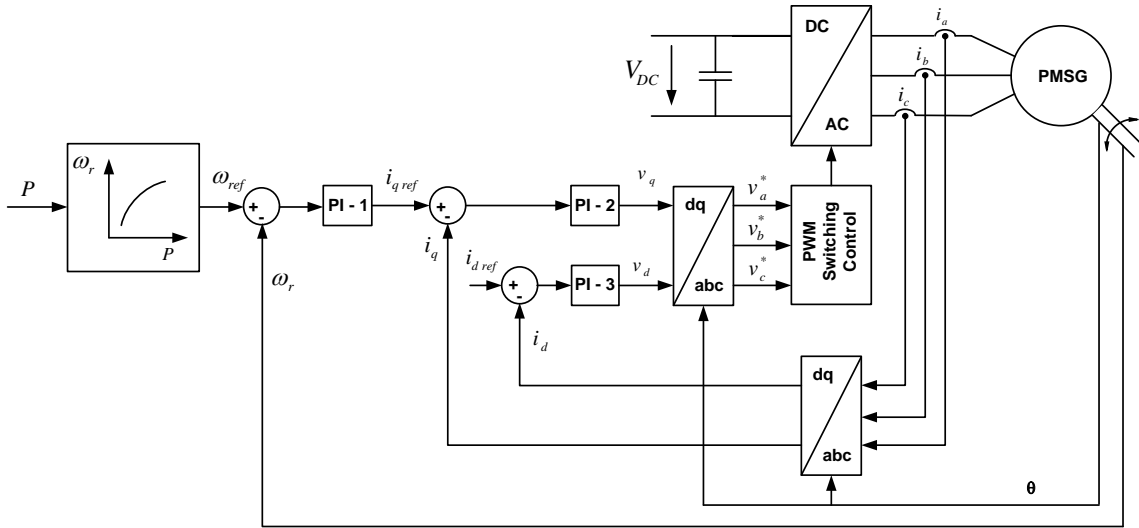 i_a
i_b
i_c
DC
AC
V_DC
PMSG
P
ω_r
P
ω_ref
+
-
PI - 1
i_q ref
+
-
i_q
ω_r
PI - 2
v_q
i_d ref
+
-
i_d
PI - 3
v_d
dq
abc
v_a^*
v_b^*
v_c^*
PWM
Switching
Control
dq
abc
θ